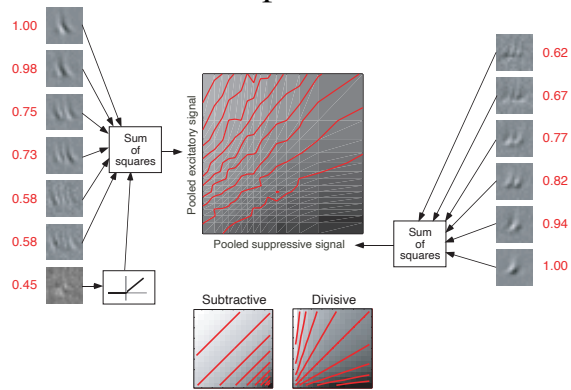 1.00
0.98
0.75
0.73
0.58
0.58
0.45
Sum
of
squares
Pooled excitatory signal
Pooled suppressive signal
0.62
0.67
0.77
0.82
0.94
1.00
Sum
of
squares
Subtractive
Divisive